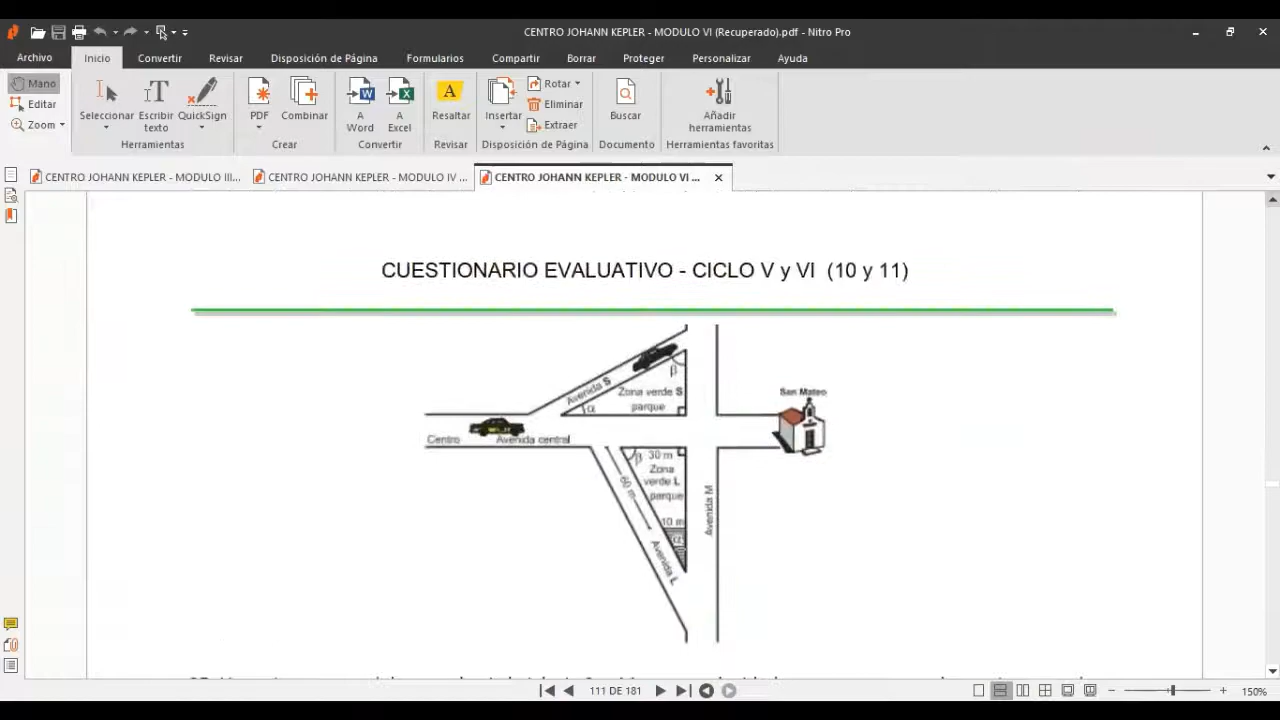 CENTRO JOHANN KEPLER - MODULO VI (Recuperado).pdf - Nitro Pro
Archivo Inicio Convertir Revisar Disposición de Página Formularios Compartir Borrar Proteger Personalizar Ayuda
Mano
Editar
Zoom
Seleccionar
Escribir texto
QuickSign
Herramientas
PDF
Combinar
Crear
A Word
A Excel
Convertir
Resaltar
Revisar
Insertar
Rotar
Eliminar
Extraer
Disposición de Página
Buscar
Documento
Añadir herramientas
Herramientas favoritas
CENTRO JOHANN KEPLER - MODULO III...
CENTRO JOHANN KEPLER - MODULO IV ...
CENTRO JOHANN KEPLER - MODULO VI ...
CUESTIONARIO EVALUATIVO - CICLO V y VI (10 y 11)
Avenida S
β
Zona verde S
parque
α
San Mateo
Centro
Avenida central
β
30 m
Zona
verde L
parque
60 m
10 m
α
Avenida L
Avenida M
111 DE 181
150%